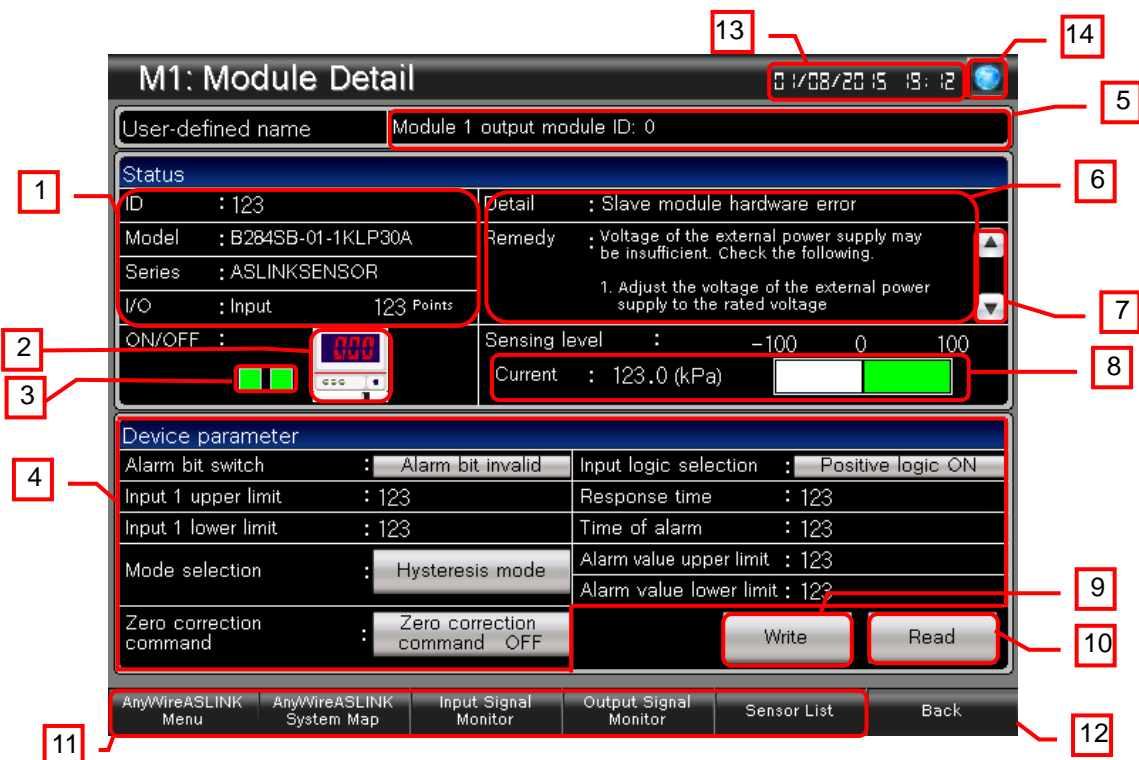 13
14
M1: Module Detail
01/08/2015 19:12
5
User-defined name
Module 1 output module ID: 0
Status
1
6
ID : 123
Detail : Slave module hardware error
Model : B284SB-01-1KLP30A
Remedy : Voltage of the external power supply may
be insufficient. Check the following.
Series : ASLINKSENSOR
1. Adjust the voltage of the external power
supply to the rated voltage
I/O : Input 123 Points
7
ON/OFF :
2
000
Sensing level : -100 0 100
8
3
Current : 123.0 (kPa)
Device parameter
4
Alarm bit switch : Alarm bit invalid
Input logic selection : Positive logic ON
Input 1 upper limit : 123
Response time : 123
Input 1 lower limit : 123
Time of alarm : 123
Mode selection : Hysteresis mode
Alarm value upper limit : 123
Alarm value lower limit : 123
9
Zero correction
command :
Zero correction
command OFF
Write
Read
10
AnyWireASLINK
Menu
AnyWireASLINK
System Map
Input Signal
Monitor
Output Signal
Monitor
Sensor List
Back
11
12